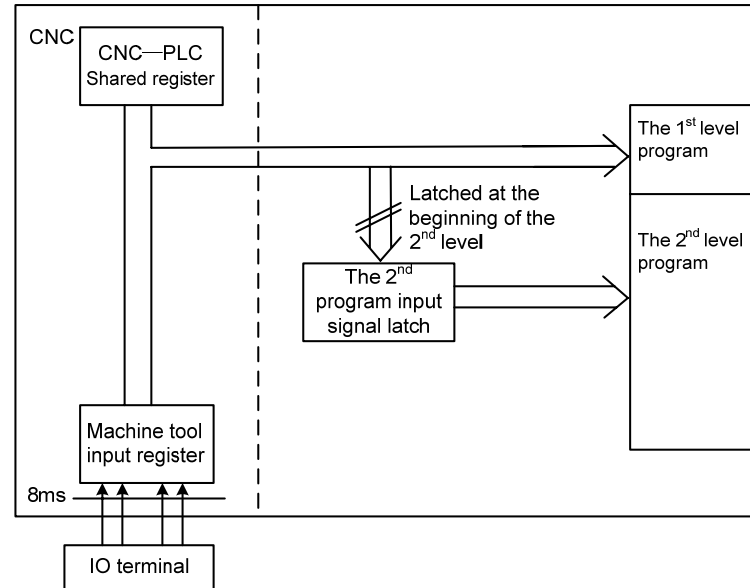 CNC
CNC—PLC
Shared register
The 1st level
program
Latched at the
beginning of the
2nd level
The 2nd level
program
The 2nd
program input
signal latch
Machine tool
input register
8ms
IO terminal